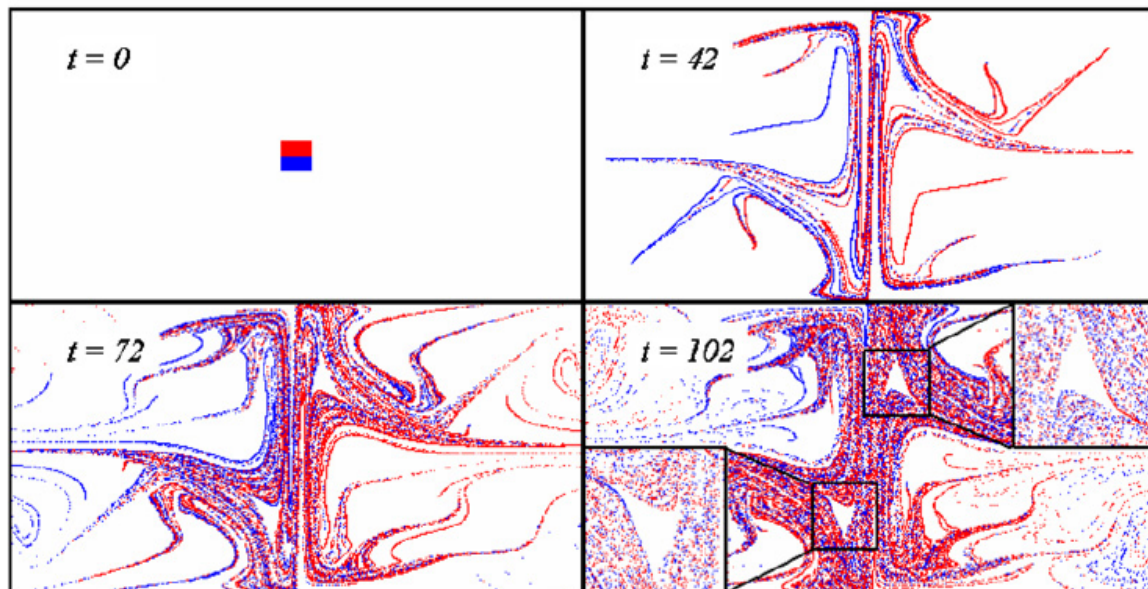 t = 0
t = 42
t = 72
t = 102